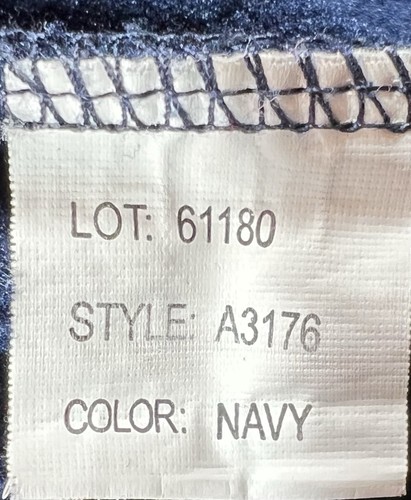 LOT: 61180
STYLE: A3176
COLOR: NAVY